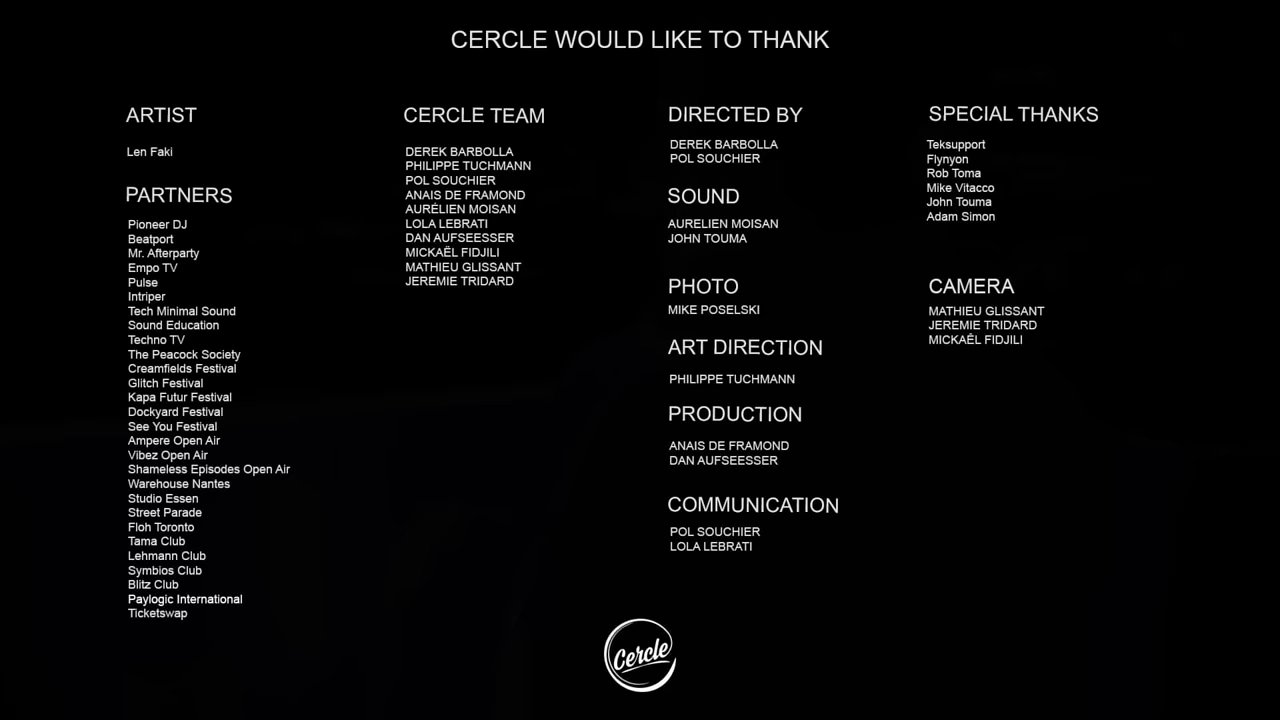 CERCLE WOULD LIKE TO THANK
ARTIST
Len Faki
PARTNERS
Pioneer DJ
Beatport
Mr. Afterparty
Empo TV
Pulse
Intriper
Tech Minimal Sound
Sound Education
Techno TV
The Peacock Society
Creamfields Festival
Glitch Festival
Kapa Futur Festival
Dockyard Festival
See You Festival
Ampere Open Air
Vibez Open Air
Shameless Episodes Open Air
Warehouse Nantes
Studio Essen
Street Parade
Floh Toronto
Tama Club
Lehmann Club
Symbios Club
Blitz Club
Paylogic International
Ticketswap
CERCLE TEAM
DEREK BARBOLLA
PHILIPPE TUCHMANN
POL SOUCHIER
ANAIS DE FRAMOND
AURÉLIEN MOISAN
LOLA LEBRATI
DAN AUFSEESSER
MICKAËL FIDJILI
MATHIEU GLISSANT
JEREMIE TRIDARD
DIRECTED BY
DEREK BARBOLLA
POL SOUCHIER
SOUND
AURELIEN MOISAN
JOHN TOUMA
PHOTO
MIKE POSELSKI
ART DIRECTION
PHILIPPE TUCHMANN
PRODUCTION
ANAIS DE FRAMOND
DAN AUFSEESSER
COMMUNICATION
POL SOUCHIER
LOLA LEBRATI
SPECIAL THANKS
Teksupport
Flynyon
Rob Toma
Mike Vitacco
John Touma
Adam Simon
CAMERA
MATHIEU GLISSANT
JEREMIE TRIDARD
MICKAËL FIDJILI
Cercle